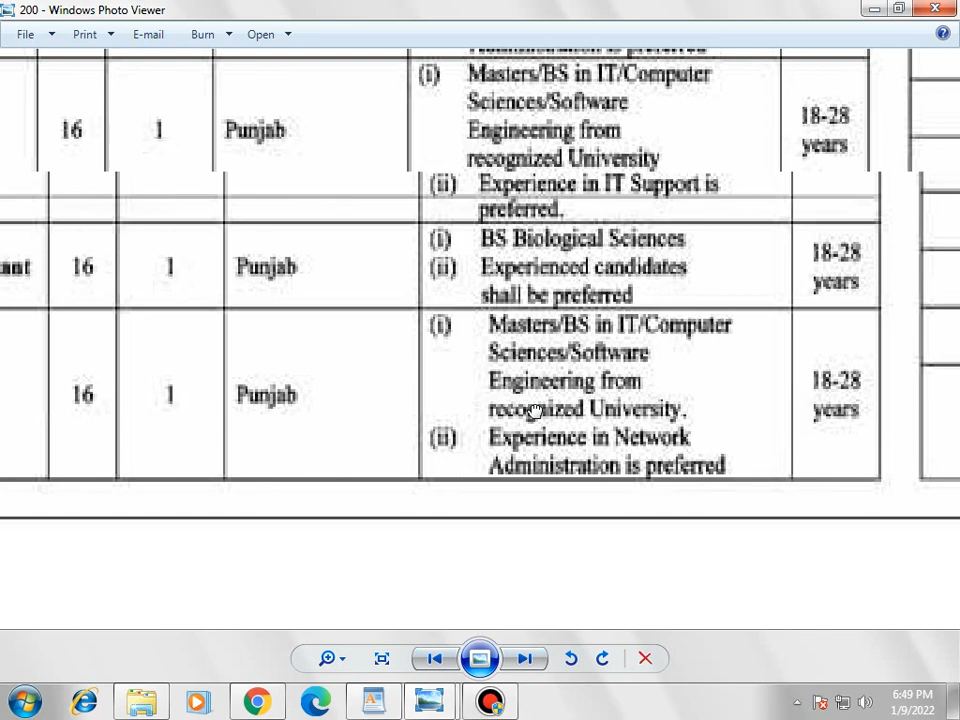 200 - Windows Photo Viewer
File Print E-mail Burn Open
Administration is preferred
16 1 Punjab (i) Masters/BS in IT/Computer
Sciences/Software
Engineering from
recognized University
18-28
years
(ii) Experience in IT Support is
preferred.
ant 16 1 Punjab (i) BS Biological Sciences
(ii) Experienced candidates
shall be preferred
18-28
years
16 1 Punjab (i) Masters/BS in IT/Computer
Sciences/Software
Engineering from
recognized University.
(ii) Experience in Network
Administration is preferred
18-28
years
6:49 PM
1/9/2022